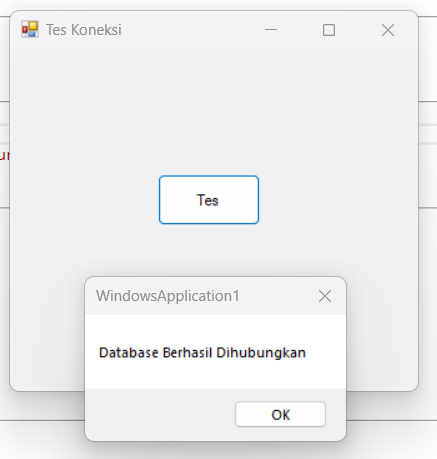 Tes Koneksi
Tes
WindowsApplication1
Database Berhasil Dihubungkan
OK